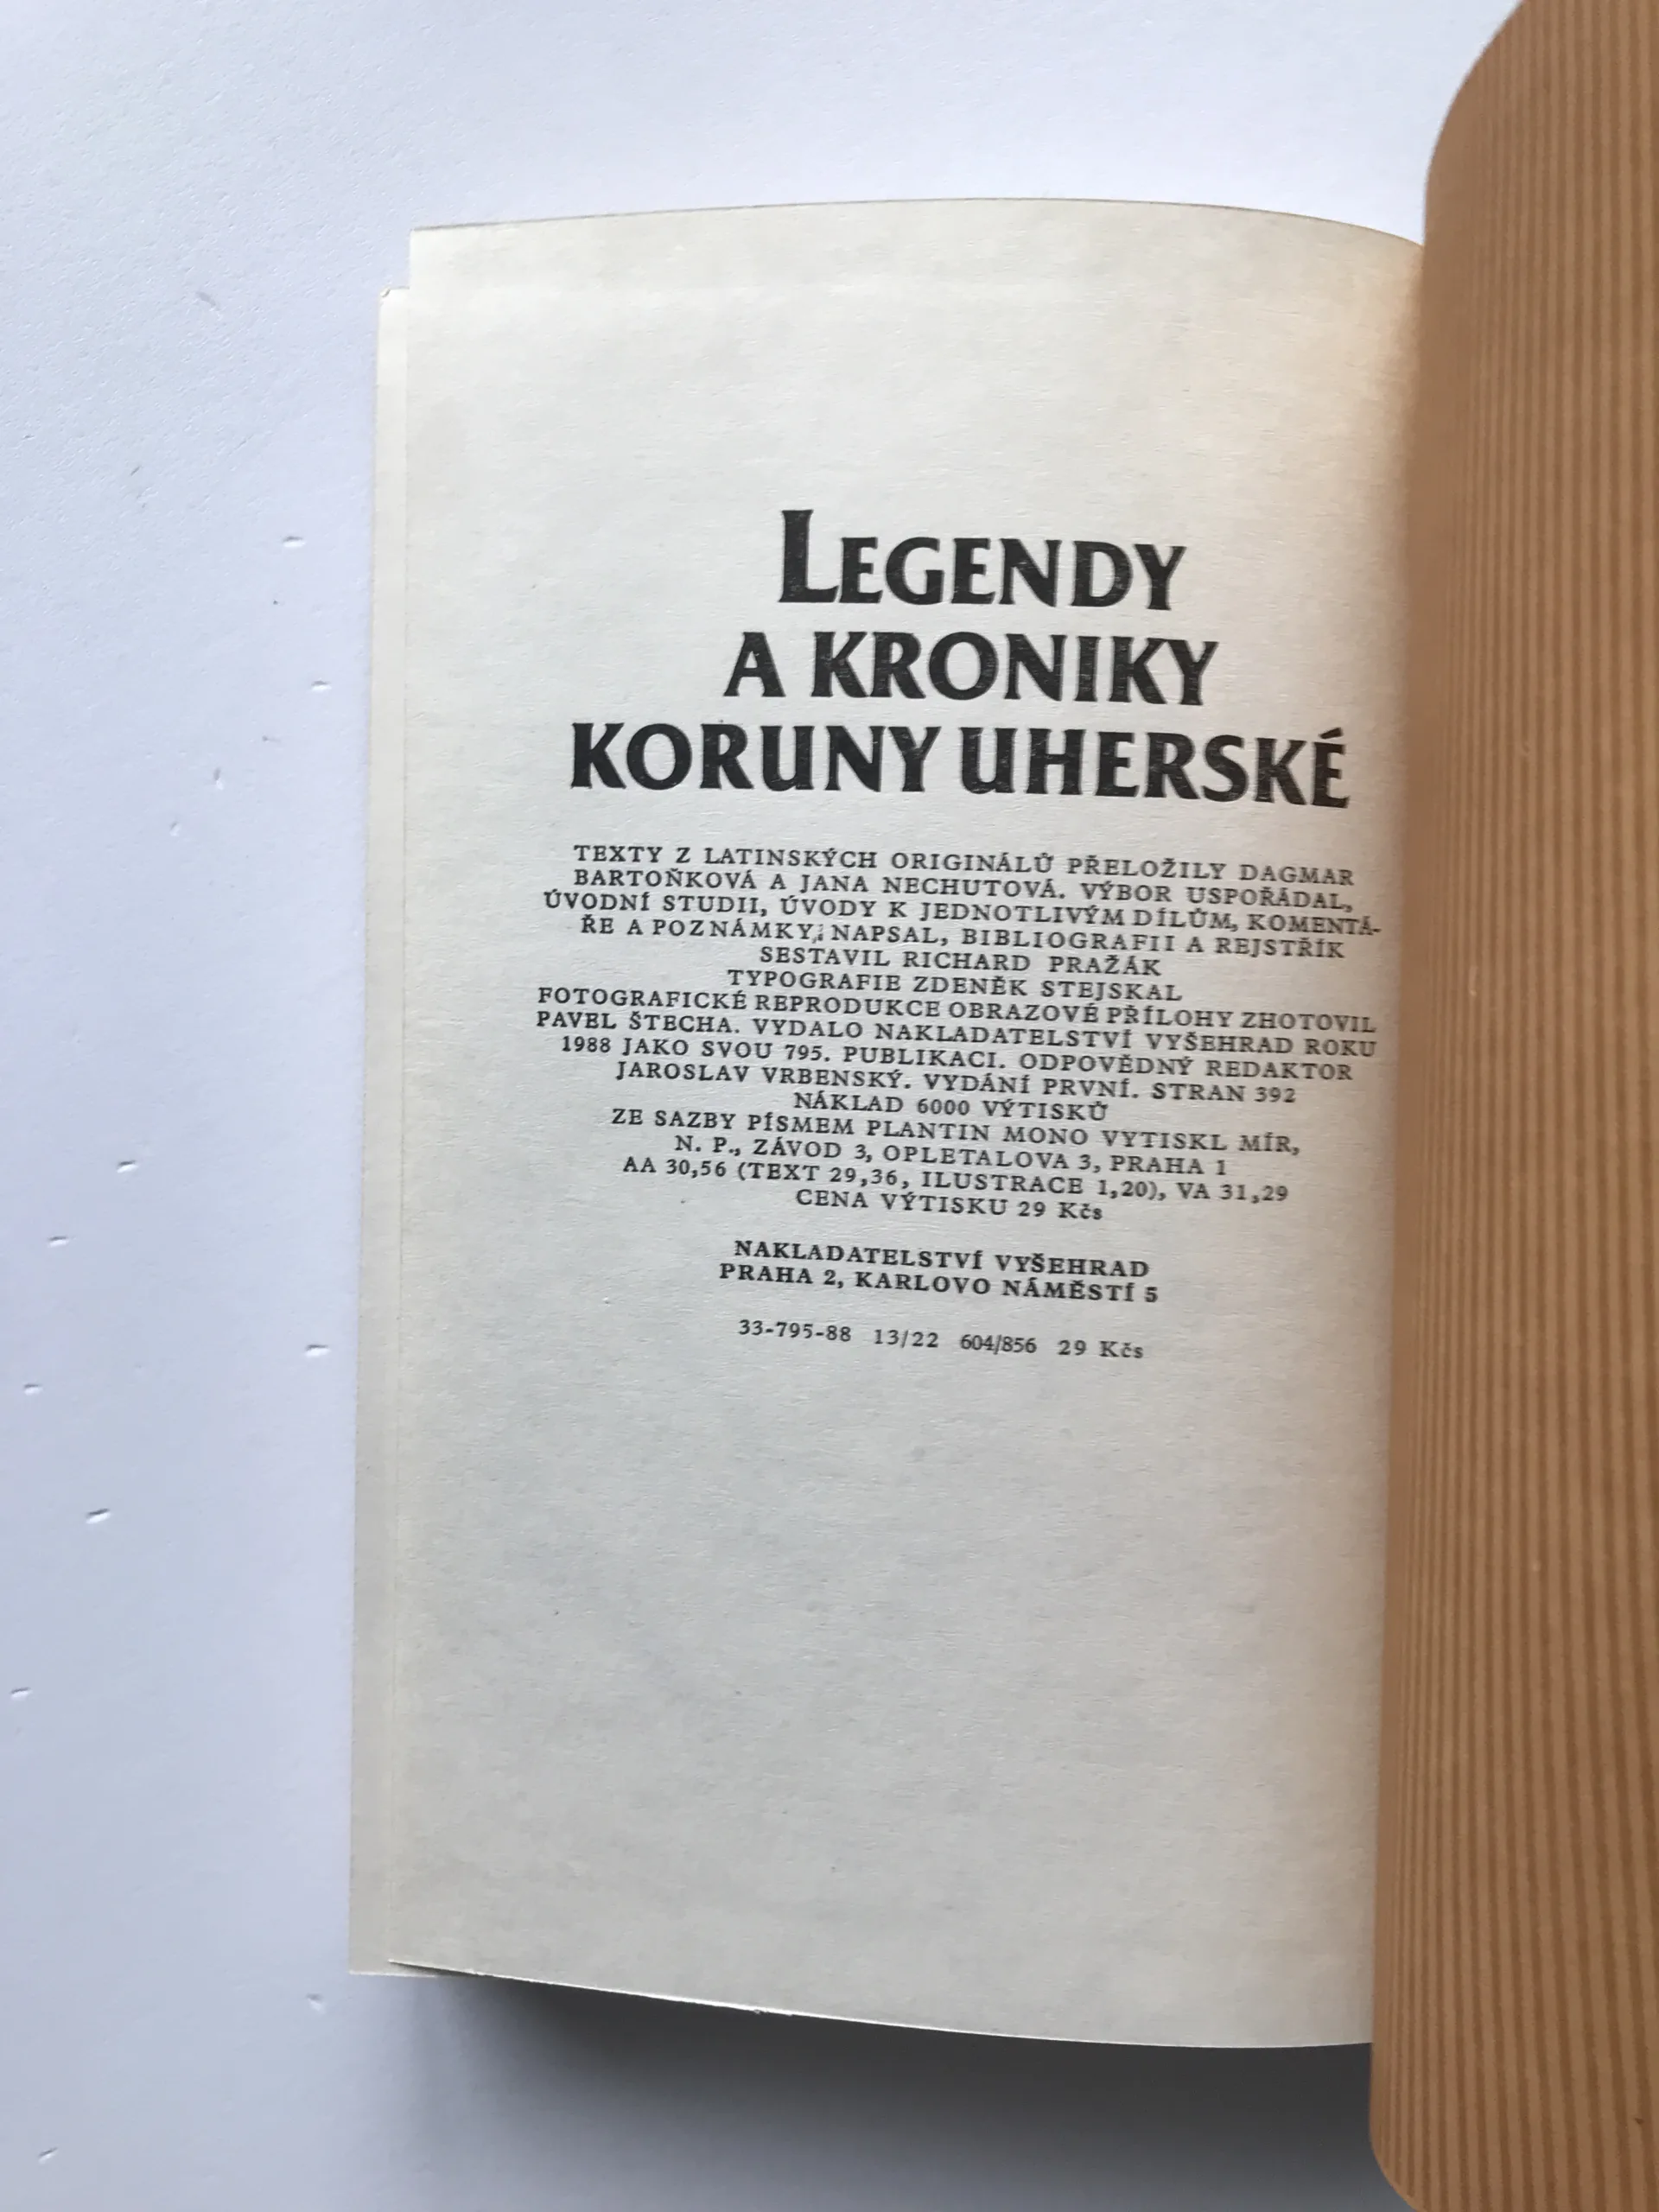 LEGENDY
A KRONIKY
KORUNY UHERSKÉ
TEXTY Z LATINSKÝCH ORIGINÁLŮ PŘELOŽILY DAGMAR
BARTOŇKOVÁ A JANA NECHUTOVÁ. VÝBOR USPOŘÁDAL,
ÚVODNÍ STUDII, ÚVODY K JEDNOTLIVÝM DÍLŮM, KOMENTÁ-
ŘE A POZNÁMKY, NAPSAL, BIBLIOGRAFII A REJSTŘÍK
SESTAVIL RICHARD PRAŽÁK
TYPOGRAFIE ZDENĚK STEJSKAL
FOTOGRAFICKÉ REPRODUKCE OBRAZOVÉ PŘÍLOHY ZHOTOVIL
PAVEL ŠTECHA. VYDALO NAKLADATELSTVÍ VYŠEHRAD ROKU
1988 JAKO SVOU 795. PUBLIKACI. ODPOVĚDNÝ REDAKTOR
JAROSLAV VRBENSKÝ. VYDÁNÍ PRVNÍ. STRAN 392
NÁKLAD 6000 VÝTISKŮ
ZE SAZBY PÍSMEM PLANTIN MONO VYTISKL MÍR,
N. P., ZÁVOD 3, OPLETALOVA 3, PRAHA 1
AA 30,56 (TEXT 29,36, ILUSTRACE 1,20), VA 31,29
CENA VÝTISKU 29 Kčs
NAKLADATELSTVÍ VYŠEHRAD
PRAHA 2, KARLOVO NÁMĚSTÍ 5
33-795-88 13/22 604/856 29 Kčs